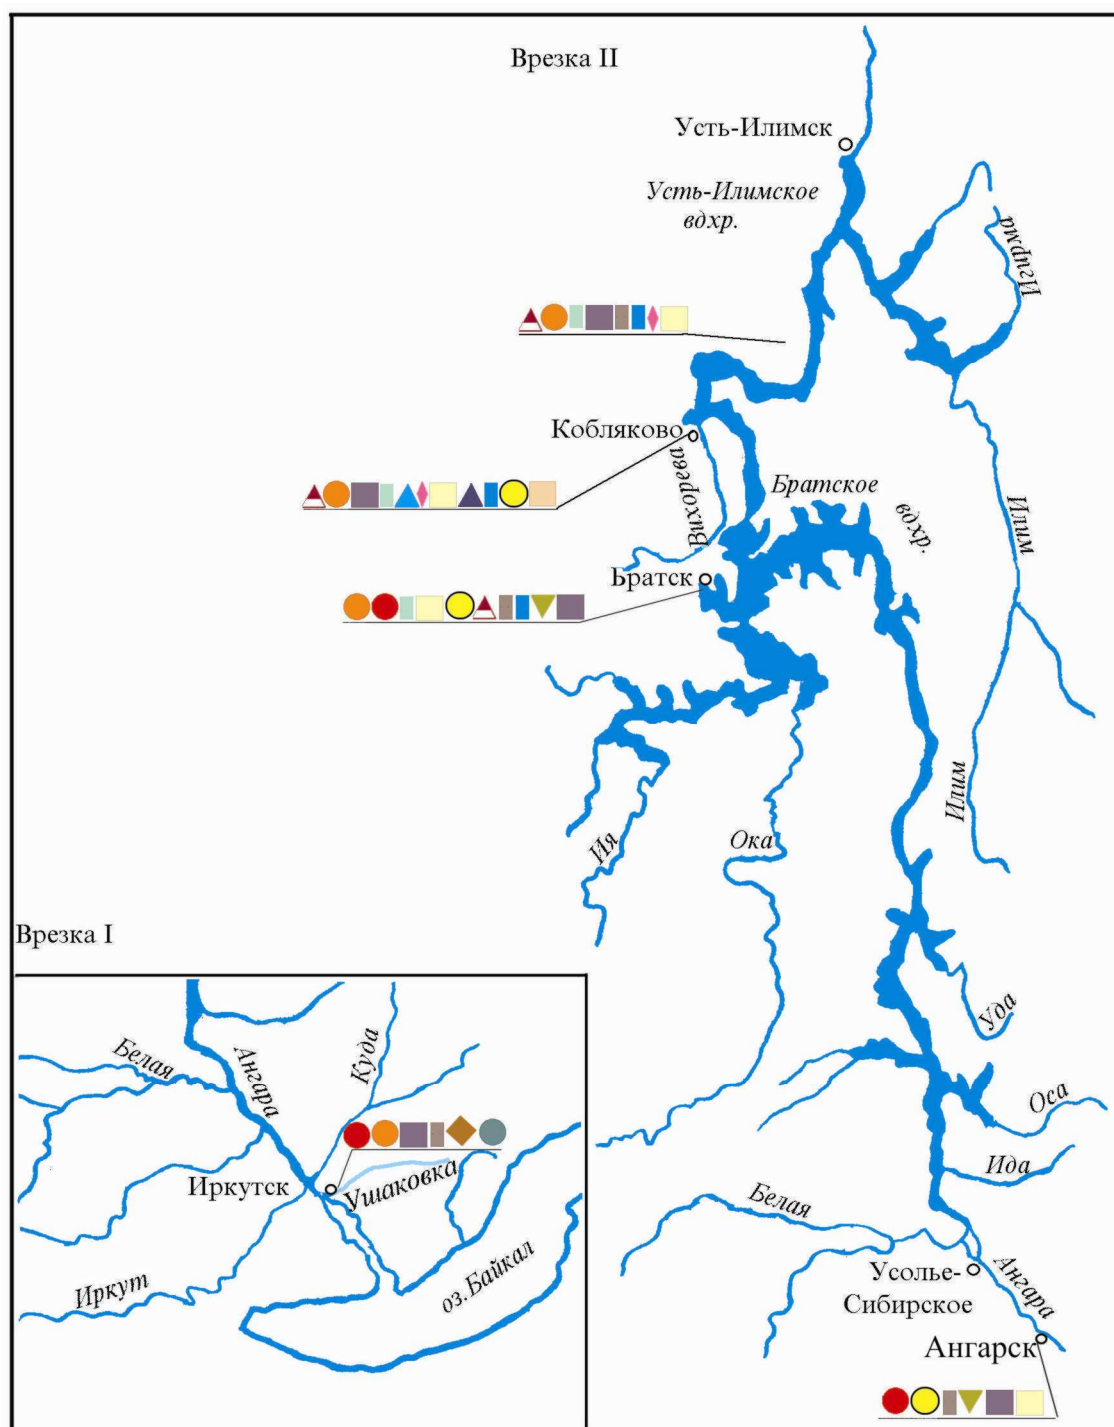 Врезка II
Усть-Илимск
Усть-Илимское
вдхр.
Игирма
Кобляково
Вихорева
Братское
вдхр.
Илим
Братск
Илим
Ия
Ока
Врезка I
Уда
Белая
Ангара
Куда
Оса
Ида
Иркутск
Ушаковка
Белая
Иркут
оз. Байкал
Усолье-
Сибирское
Ангара
Ангарск